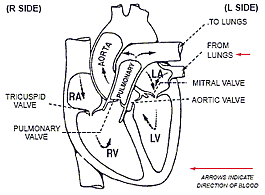 (R SIDE)
(L SIDE)
TO LUNGS
FROM
LUNGS
AORTA
PULMONARY
LA
MITRAL VALVE
RA
AORTIC VALVE
TRICUSPID
VALVE
PULMONARY
VALVE
RV
LV
ARROWS INDICATE
DIRECTION OF BLOOD